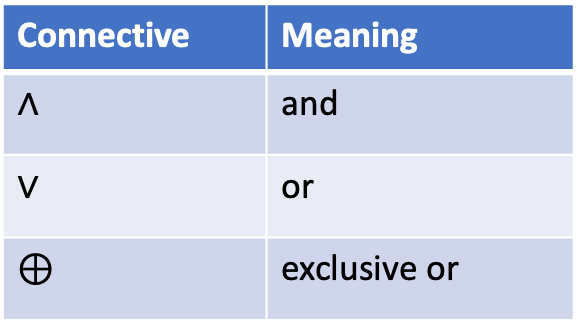 Connective Meaning
∧ and
∨ or
⊕ exclusive or